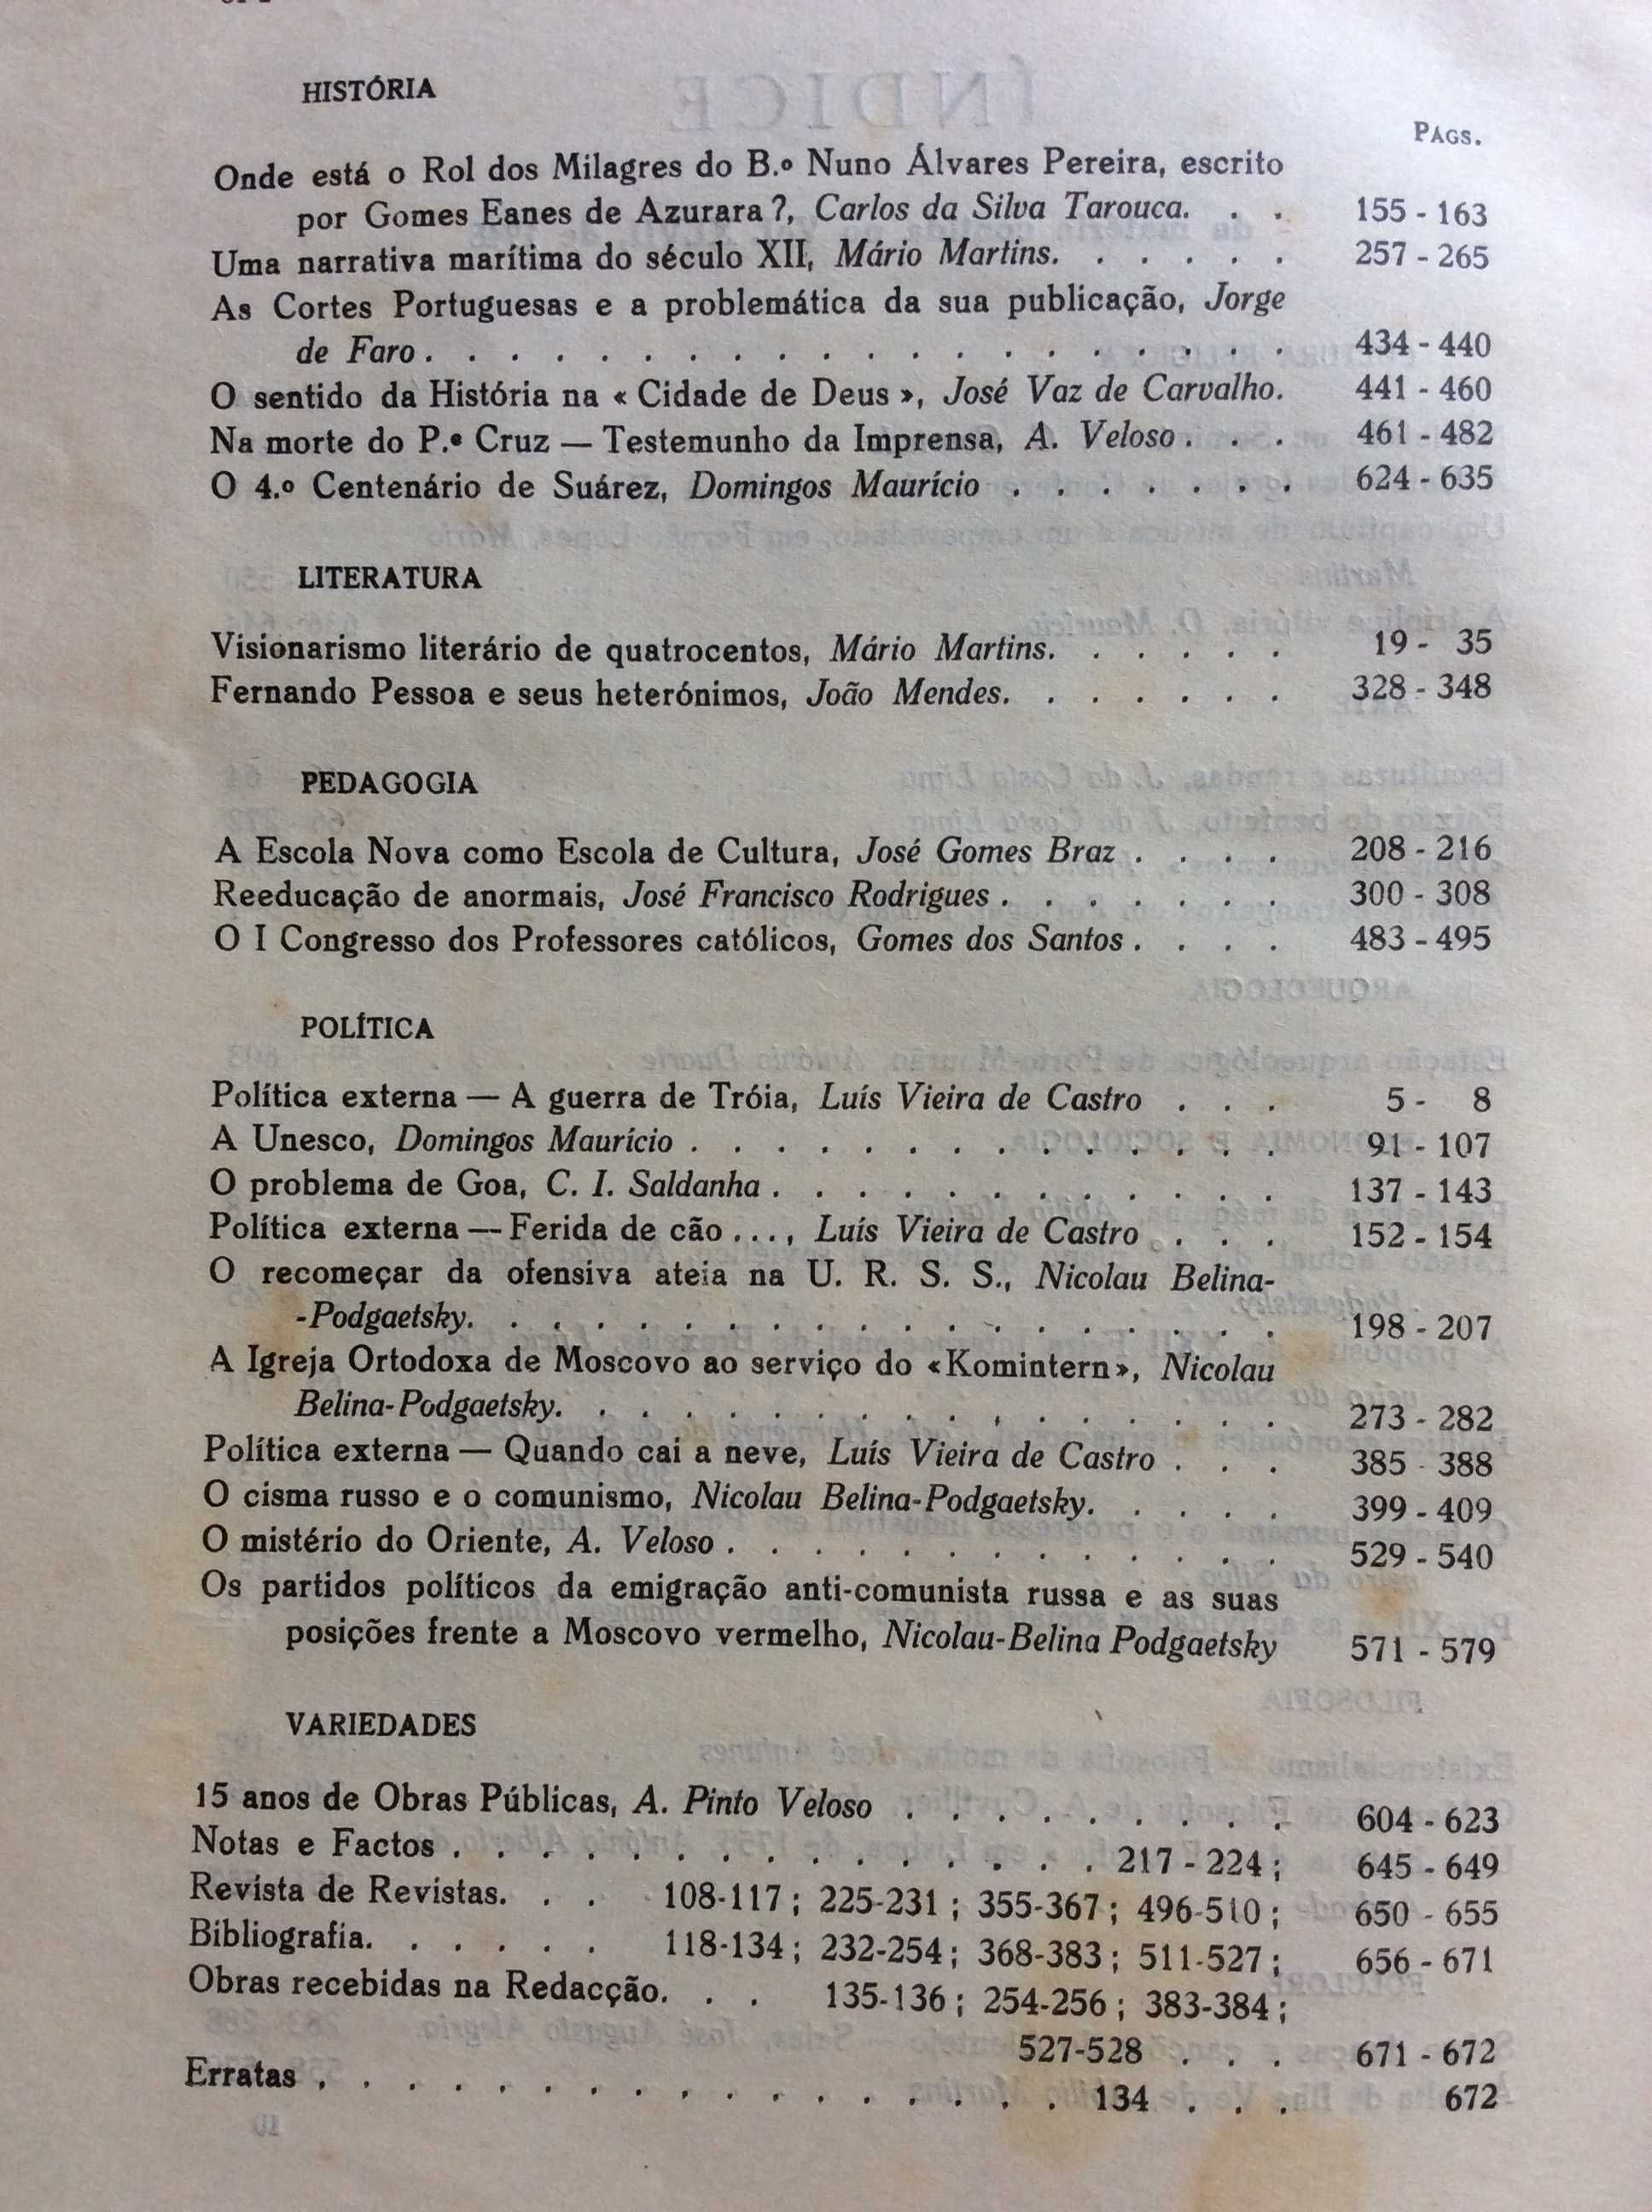 HISTÓRIA
PÁGS.
Onde está o Rol dos Milagres do B.º Nuno Álvares Pereira, escrito
por Gomes Eanes de Azurara ?, Carlos da Silva Tarouca. . . 155 - 163
Uma narrativa marítima do século XII, Mário Martins. . . . . . 257 - 265
As Cortes Portuguesas e a problemática da sua publicação, Jorge
de Faro . . . . . . . . . . . . . . . . . . . . 434 - 440
O sentido da História na « Cidade de Deus », José Vaz de Carvalho. 441 - 460
Na morte do P.e Cruz — Testemunho da Imprensa, A. Veloso . . . 461 - 482
O 4.º Centenário de Suárez, Domingos Maurício . . . . . . . 624 - 635
LITERATURA
Visionarismo literário de quatrocentos, Mário Martins. . . . . . 19 - 35
Fernando Pessoa e seus heterónimos, João Mendes. . . . . . . 328 - 348
PEDAGOGIA
A Escola Nova como Escola de Cultura, José Gomes Braz . . . . 208 - 216
Reeducação de anormais, José Francisco Rodrigues . . . . . . . 300 - 308
O I Congresso dos Professores católicos, Gomes dos Santos . . . . 483 - 495
POLÍTICA
Política externa — A guerra de Tróia, Luís Vieira de Castro . . . 5 - 8
A Unesco, Domingos Maurício . . . . . . . . . . . . . . 91 - 107
O problema de Goa, C. I. Saldanha . . . . . . . . . . . . 137 - 143
Política externa — Ferida de cão . . . , Luís Vieira de Castro . . . 152 - 154
O recomeçar da ofensiva ateia na U. R. S. S., Nicolau Belina-
-Podgaetsky. . . . . . . . . . . . . . . . . . . 198 - 207
A Igreja Ortodoxa de Moscovo ao serviço do «Komintern», Nicolau
Belina-Podgaetsky. . . . . . . . . . . . . . . . . 273 - 282
Política externa — Quando cai a neve, Luís Vieira de Castro . . . 385 - 388
O cisma russo e o comunismo, Nicolau Belina-Podgaetsky. . . . . 399 - 409
O mistério do Oriente, A. Veloso . . . . . . . . . . . . . 529 - 540
Os partidos políticos da emigração anti-comunista russa e as suas
posições frente a Moscovo vermelho, Nicolau-Belina Podgaetsky 571 - 579
VARIEDADES
15 anos de Obras Públicas, A. Pinto Veloso . . . . . . . . . 604 - 623
Notas e Factos . . . . . . . . . . . . . . . 217 - 224 ; 645 - 649
Revista de Revistas. . . 108-117 ; 225-231 ; 355-367 ; 496-510 ; 650 - 655
Bibliografia. . . . . . 118-134 ; 232-254 ; 368-383 ; 511-527 ; 656 - 671
Obras recebidas na Redacção. . . 135-136 ; 254-256 ; 383-384 ;
527-528 . . . 671 - 672
Erratas . . . . . . . . . . . . . . . . . 134 . . . 672